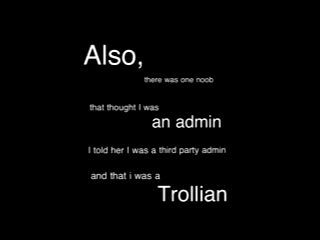 Also,
there was one noob
that thought I was
an admin
I told her I was a third party admin
and that i was a
Trollian